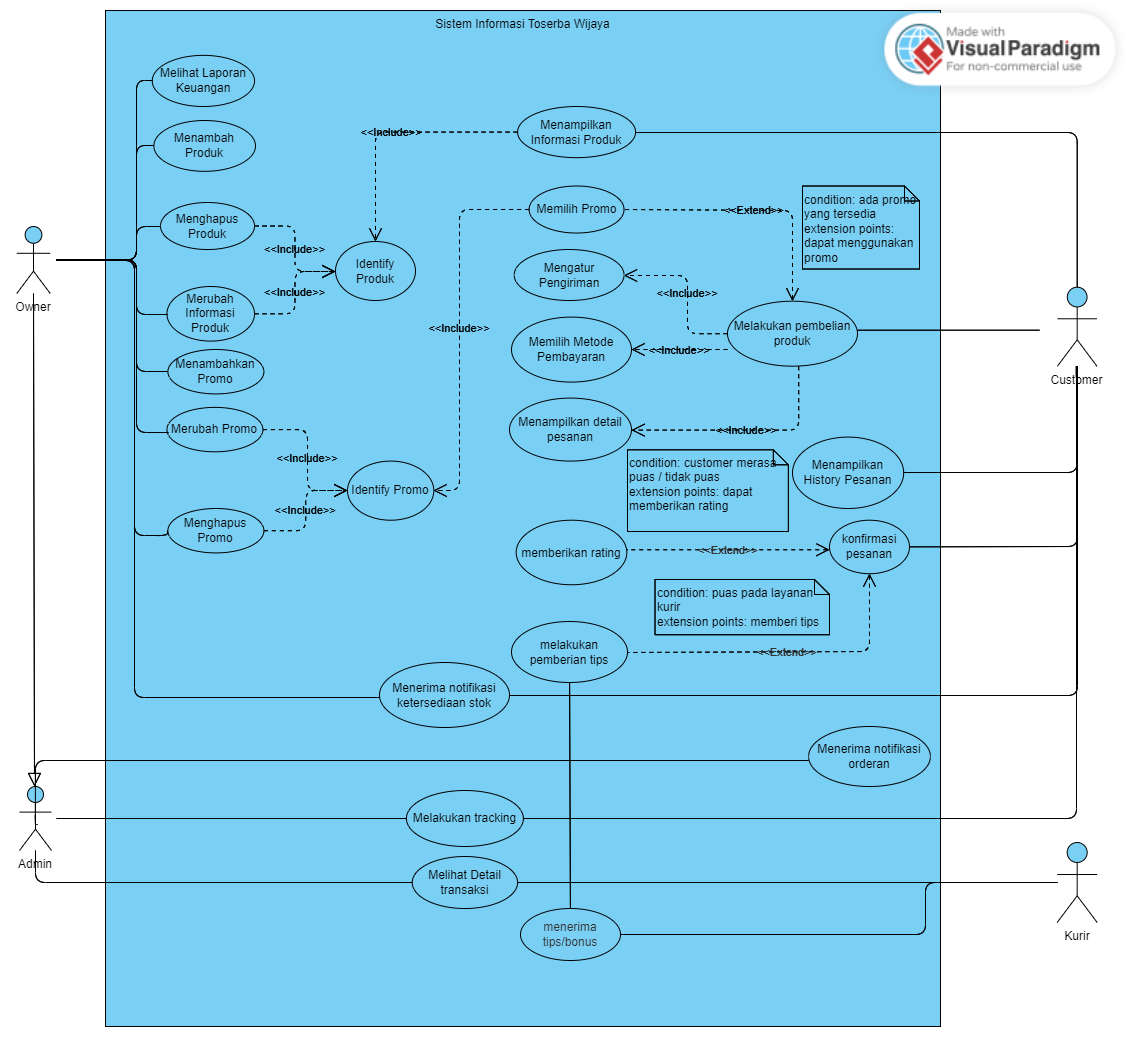 Sistem Informasi Toserba Wijaya
Made with
VisualParadigm
For non-commercial use
Melihat Laporan
Keuangan
Menambah
Produk
Menampilkan
Informasi Produk
<<Include>>
Menghapus
Produk
Memilih Promo
<<Extend>>
condition: ada promo
yang tersedia
extension points:
dapat menggunakan
promo
<<Include>>
Identify
Produk
Mengatur
Pengiriman
<<Include>>
<<Include>>
Merubah
Informasi
Produk
Owner
<<Include>>
Melakukan pembelian
produk
Memilih Metode
Pembayaran
<<Include>>
Customer
Menambahkan
Promo
Merubah Promo
Menampilkan detail
pesanan
<<Include>>
<<Include>>
condition: customer merasa
puas / tidak puas
extension points: dapat
memberikan rating
Menampilkan
History Pesanan
Identify Promo
<<Include>>
Menghapus
Promo
memberikan rating
<<Extend>>
konfirmasi
pesanan
condition: puas pada layanan
kurir
extension points: memberi tips
melakukan
pemberian tips
<<Extend>>
Menerima notifikasi
ketersediaan stok
Menerima notifikasi
orderan
Melakukan tracking
Admin
Melihat Detail
transaksi
menerima
tips/bonus
Kurir